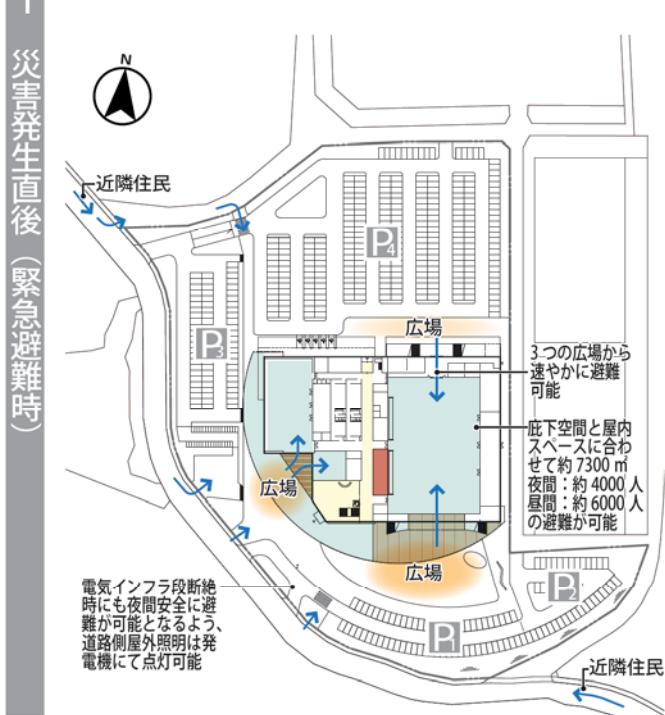 1 災害発生直後（緊急避難時）
N
近隣住民
P4
P3
広場
3つの広場から
速やかに避難
可能
庇下空間と屋内
スペースに合わ
せて約 7300 ㎡
夜間：約 4000 人
昼間：約 6000 人
の避難が可能
広場
広場
電気インフラ段断絶
時にも夜間安全に避
難が可能となるよう、
道路側屋外照明は発
電機にて点灯可能
P2
P1
近隣住民